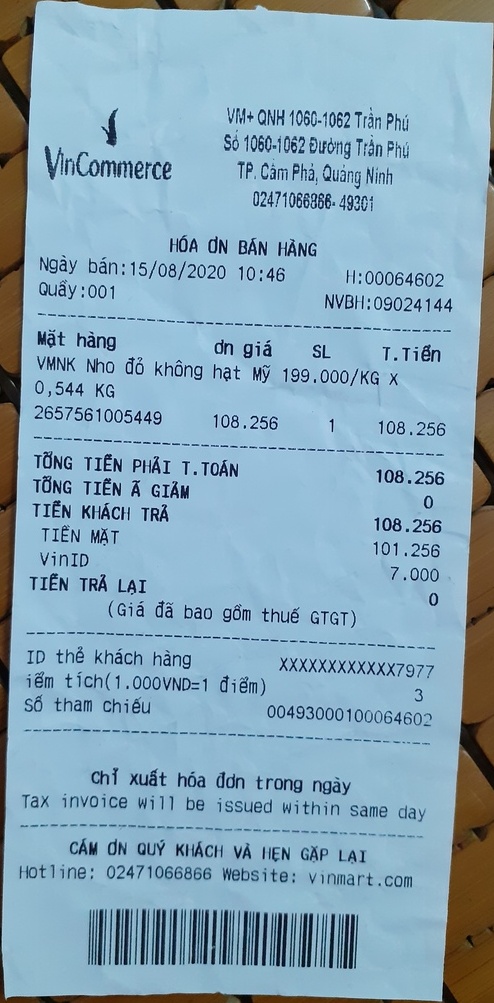 VinCommerce
VM+ QNH 1060-1062 Trần Phú
Số 1060-1062 Đường Trần Phú
TP. Cẩm Phả, Quảng Ninh
02471066866- 49301
HÓA ƠN BÁN HÀNG
Ngày bán:15/08/2020 10:46 H:00064602
Quầy:001 NVBH:09024144
Mặt hàng ơn giá SL T.Tiền
VMNK Nho đỏ không hạt Mỹ 199.000/KG X
0,544 KG
2657561005449 108.256 1 108.256
TỔNG TIỀN PHẢI T.TOÁN 108.256
TỔNG TIỀN Ã GIẢM 0
TIỀN KHÁCH TRẢ 108.256
TIỀN MẶT 101.256
VinID 7.000
TIỀN TRẢ LẠI 0
(Giá đã bao gồm thuế GTGT)
ID thẻ khách hàng XXXXXXXXXXXX7977
iểm tích(1.000VND=1 điểm) 3
Số tham chiếu 00493000100064602
Chỉ xuất hóa đơn trong ngày
Tax invoice will be issued within same day
CÁM ƠN QUÝ KHÁCH VÀ HẸN GẶP LẠI
Hotline: 02471066866 Website: vinmart.com